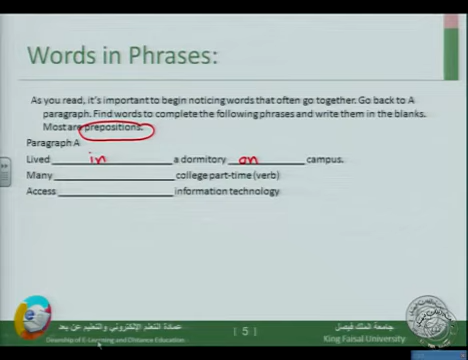 Words in Phrases:
As you read, it's important to begin noticing words that often go together. Go back to A
paragraph. Find words to complete the following phrases and write them in the blanks.
Most are prepositions.
Paragraph A
Lived in a dormitory on campus.
Many college part-time (verb)
Access information technology
عمادة التعلم الإلكتروني والتعليم عن بعد
Deanship of E-Learning and Distance Education
[ 5 ]
جامعة الملك فيصل
King Faisal University